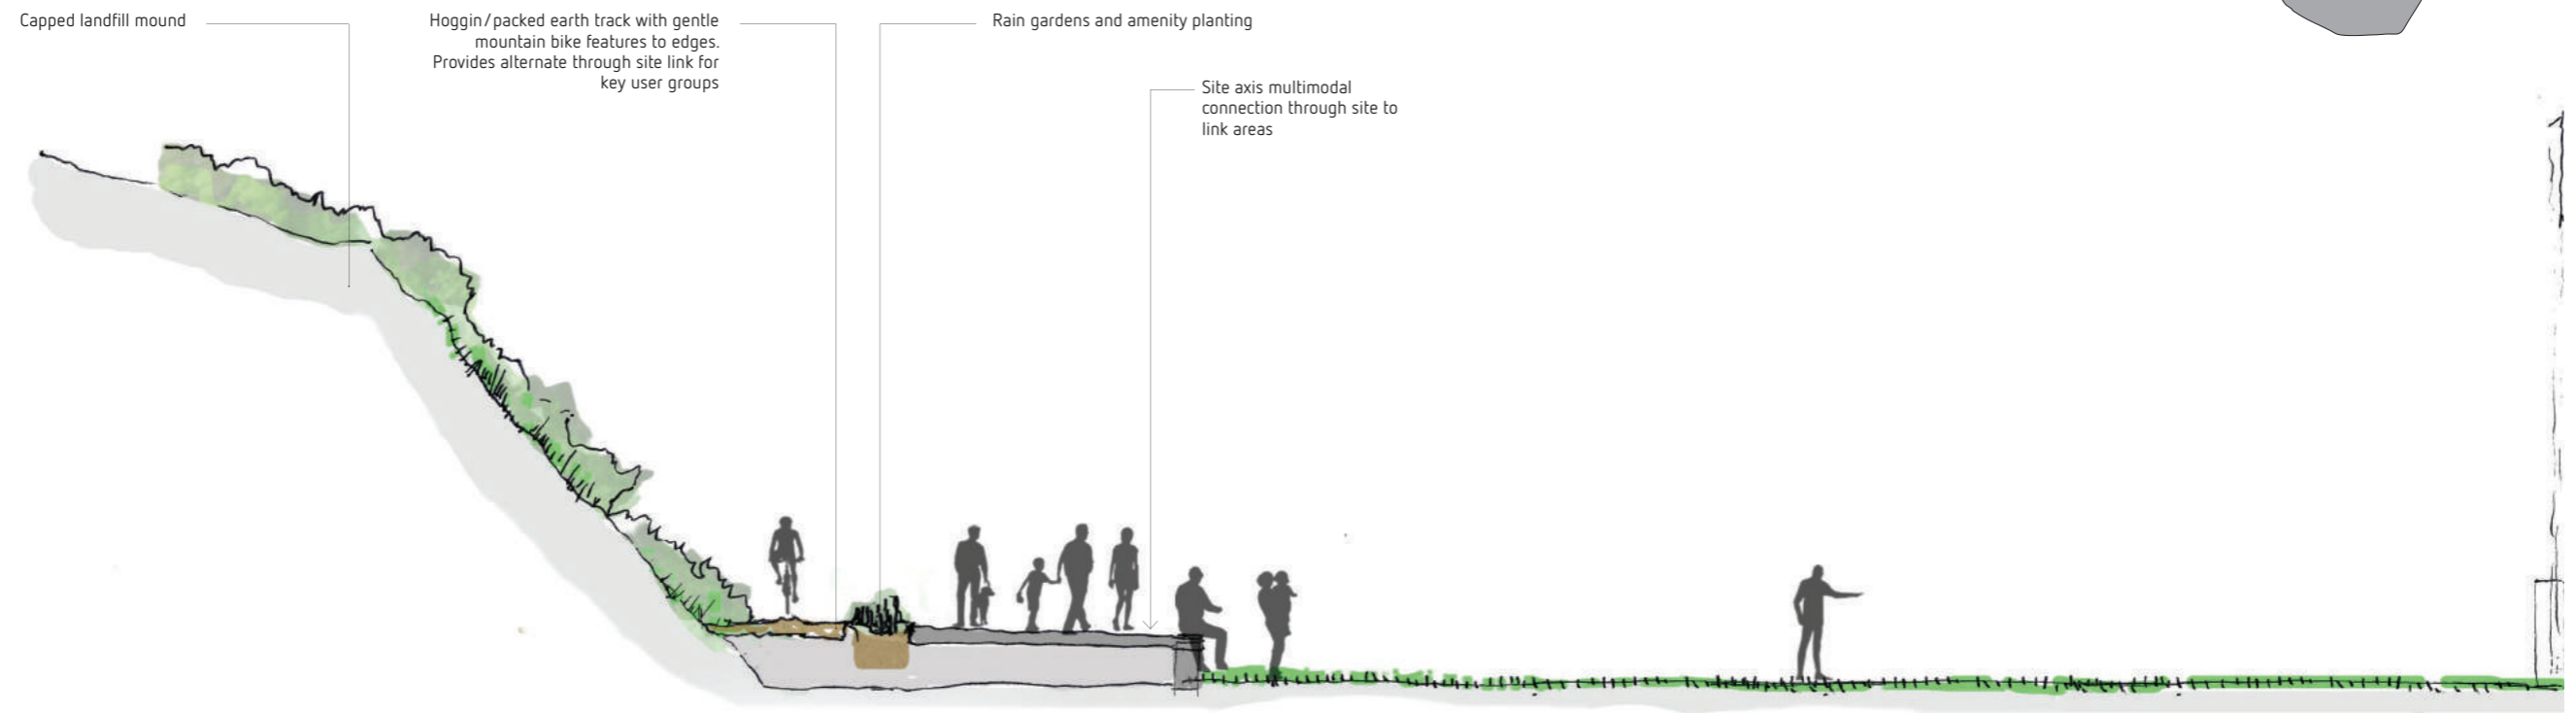 Capped landfill mound
Hoggin/packed earth track with gentle
mountain bike features to edges.
Provides alternate through site link for
key user groups
Rain gardens and amenity planting
Site axis multimodal
connection through site to
link areas